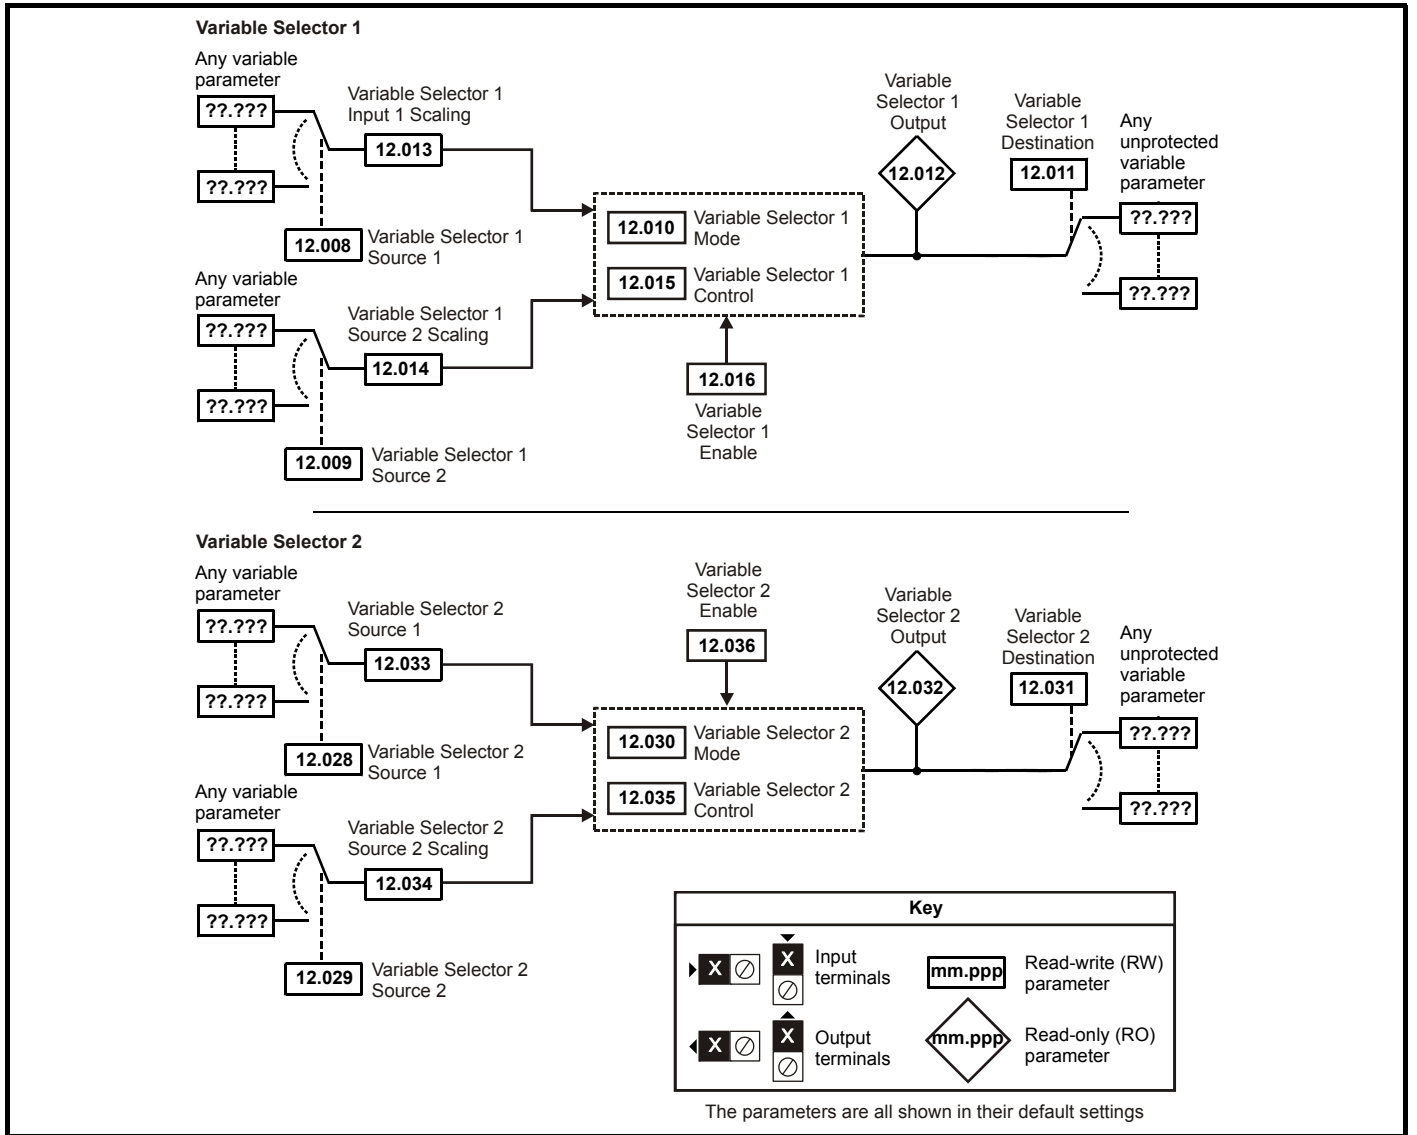 Variable Selector 1
Any variable
parameter
??.???
??.???
Variable Selector 1
Input 1 Scaling
12.013
12.008
Variable Selector 1
Source 1
Any variable
parameter
??.???
??.???
Variable Selector 1
Source 2 Scaling
12.014
12.009
Variable Selector 1
Source 2
12.010
Variable Selector 1
Mode
12.015
Variable Selector 1
Control
12.016
Variable
Selector 1
Enable
Variable
Selector 1
Output
12.012
Variable
Selector 1
Destination
12.011
Any
unprotected
variable
parameter
??.???
??.???
Variable Selector 2
Any variable
parameter
??.???
??.???
Variable Selector 2
Source 1
12.033
12.028
Variable Selector 2
Source 1
Any variable
parameter
??.???
??.???
Variable Selector 2
Source 2 Scaling
12.034
12.029
Variable Selector 2
Source 2
Variable
Selector 2
Enable
12.036
12.030
Variable Selector 2
Mode
12.035
Variable Selector 2
Control
Variable
Selector 2
Output
12.032
Variable
Selector 2
Destination
12.031
Any
unprotected
variable
parameter
??.???
??.???
Key
X
X
Input
terminals
mm.ppp
Read-write (RW)
parameter
X
X
Output
terminals
mm.ppp
Read-only (RO)
parameter
The parameters are all shown in their default settings